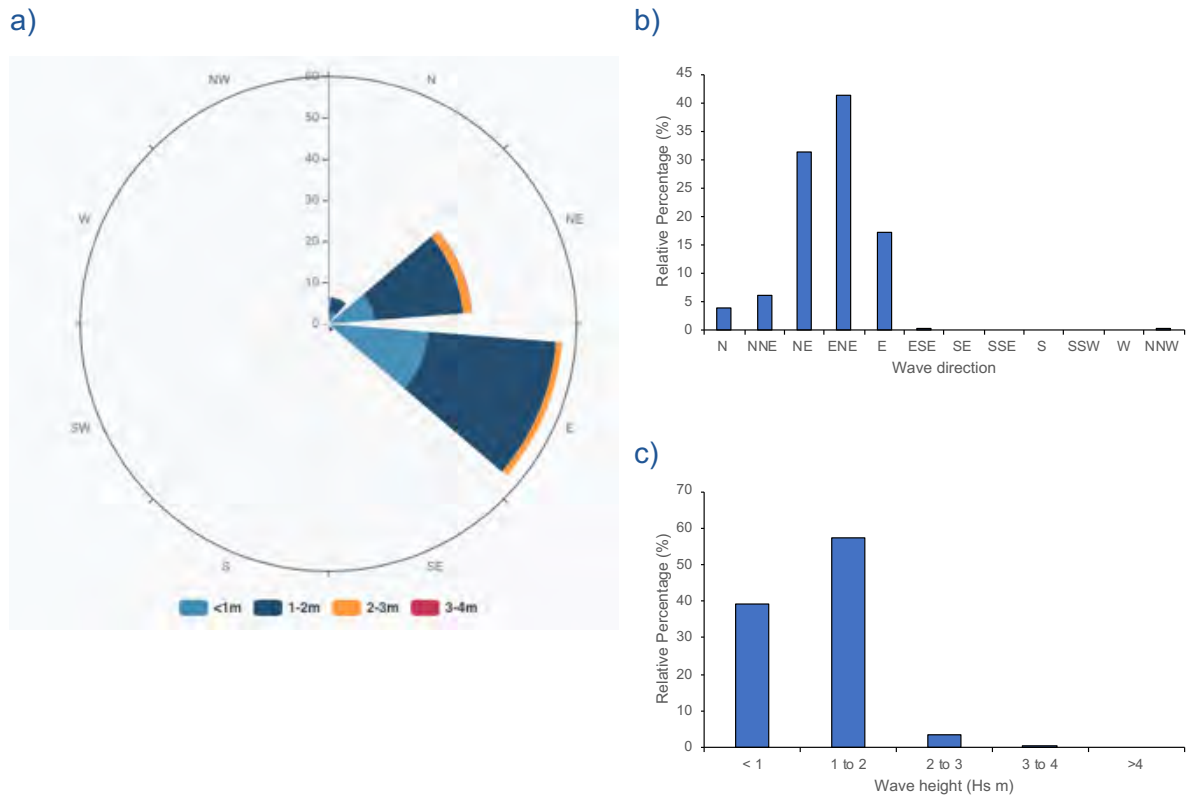 a)
NW
N
NE
W
E
SW
S
SE
60
50
40
30
20
10
0
<1m 1-2m 2-3m 3-4m
b)
Relative Percentage (%)
45
40
35
30
25
20
15
10
5
0
N NNE NE ENE E ESE SE SSE S SSW W NNW
Wave direction
c)
Relative Percentage (%)
70
60
50
40
30
20
10
0
< 1 1 to 2 2 to 3 3 to 4 >4
Wave height (Hs m)